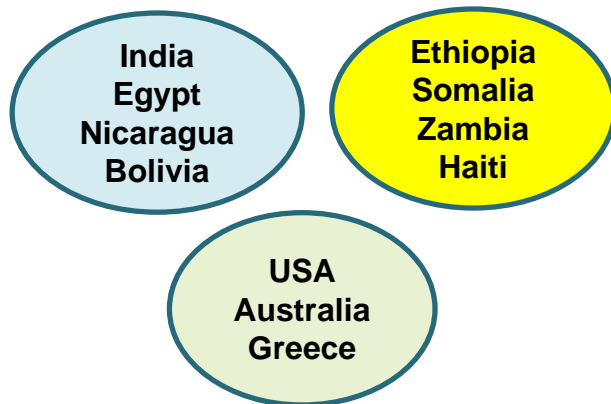 India
Egypt
Nicaragua
Bolivia
Ethiopia
Somalia
Zambia
Haiti
USA
Australia
Greece